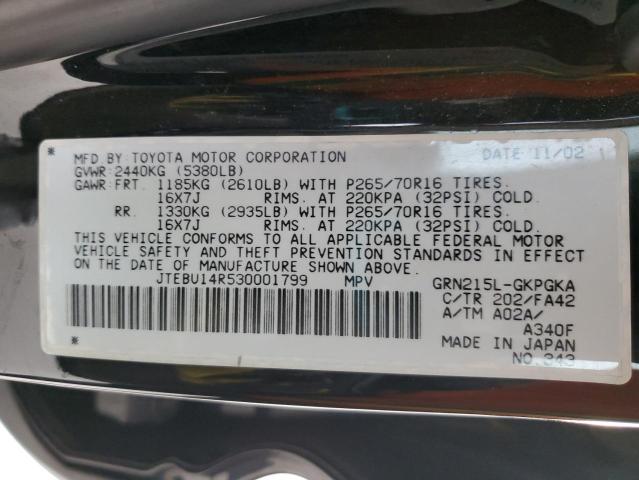 MFD. BY: TOYOTA MOTOR CORPORATION DATE 11/02
GVWR: 2440KG (5380LB)
GAWR: FRT. 1185KG (2610LB) WITH P265/70R16 TIRES.
16X7J RIMS. AT 220KPA (32PSI) COLD.
RR. 1330KG (2935LB) WITH P265/70R16 TIRES.
16X7J RIMS. AT 220KPA (32PSI) COLD.
THIS VEHICLE CONFORMS TO ALL APPLICABLE FEDERAL MOTOR
VEHICLE SAFETY AND THEFT PREVENTION STANDARDS IN EFFECT
ON THE DATE OF MANUFACTURE SHOWN ABOVE.
JTEBU14R530001799 MPV GRN215L-GKPGKA
C/TR 202/FA42
A/TM A02A/
A340F
MADE IN JAPAN
NO. 343